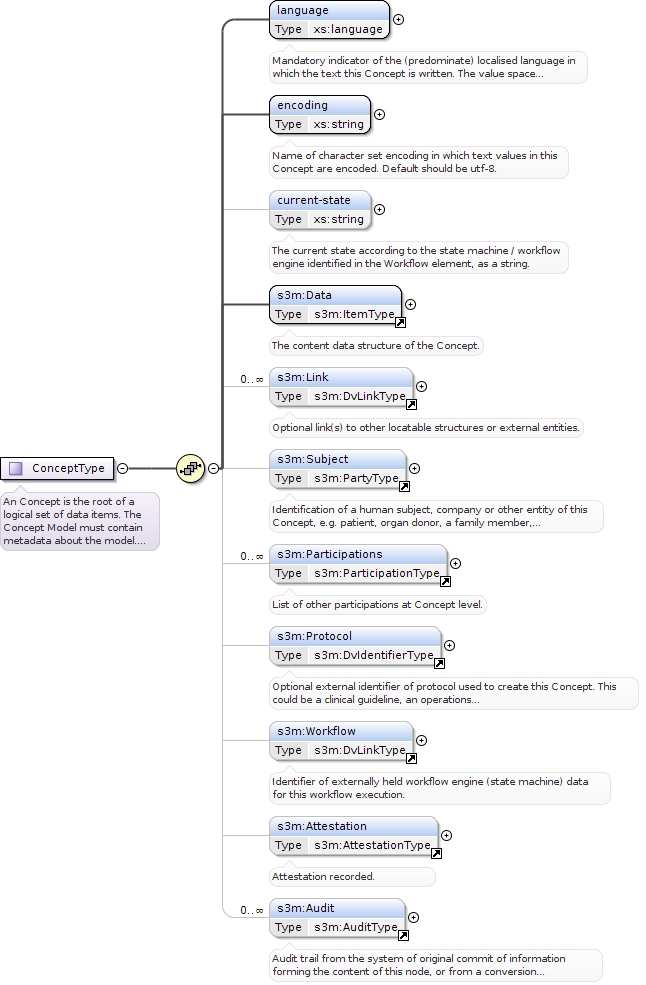 language
Type xs:language
Mandatory indicator of the (predominate) localised language in
which the text this Concept is written. The value space...
encoding
Type xs:string
Name of character set encoding in which text values in this
Concept are encoded. Default should be utf-8.
current-state
Type xs:string
The current state according to the state machine / workflow
engine identified in the Workflow element, as a string.
s3m:Data
Type s3m:ItemType
The content data structure of the Concept.
0..∞
s3m:Link
Type s3m:DvLinkType
Optional link(s) to other locatable structures or external entities.
ConceptType
An Concept is the root of a
logical set of data items. The
Concept Model must contain
metadata about the model....
s3m:Subject
Type s3m:PartyType
Identification of a human subject, company or other entity of this
Concept, e.g. patient, organ donor, a family member,...
0..∞
s3m:Participations
Type s3m:ParticipationType
List of other participations at Concept level.
s3m:Protocol
Type s3m:DvIdentifierType
Optional external identifier of protocol used to create this Concept. This
could be a clinical guideline, an operations...
s3m:Workflow
Type s3m:DvLinkType
Identifier of externally held workflow engine (state machine) data
for this workflow execution.
s3m:Attestation
Type s3m:AttestationType
Attestation recorded.
0..∞
s3m:Audit
Type s3m:AuditType
Audit trail from the system of original commit of information
forming the content of this node, or from a conversion...